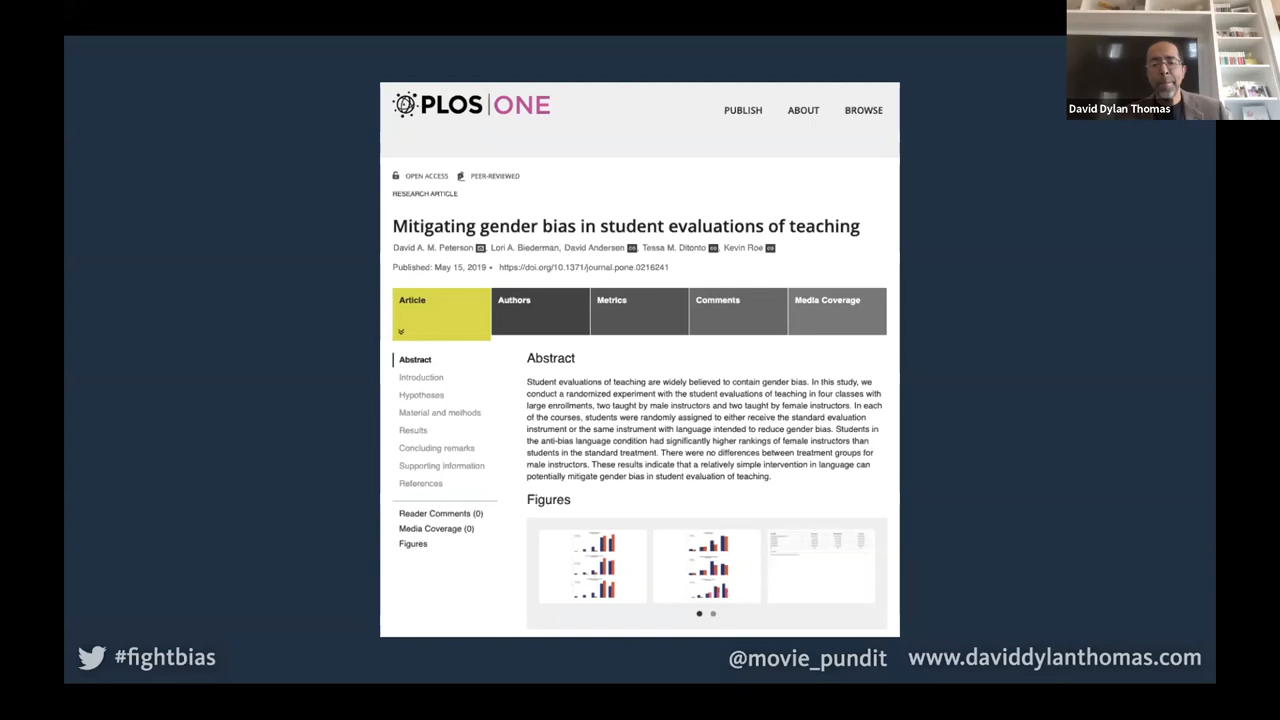 David Dylan Thomas
PLOS | ONE
PUBLISH
ABOUT
BROWSE
OPEN ACCESS
PEER-REVIEWED
RESEARCH ARTICLE
Mitigating gender bias in student evaluations of teaching
David A. M. Peterson, Lori A. Biederman, David Andersen, Tessa M. Ditonto, Kevin Roe
Published: May 15, 2019 • https://doi.org/10.1371/journal.pone.0216241
Article
Authors
Metrics
Comments
Media Coverage
Abstract
Introduction
Hypotheses
Material and methods
Results
Concluding remarks
Supporting information
References
Reader Comments (0)
Media Coverage (0)
Figures
Abstract
Student evaluations of teaching are widely believed to contain gender bias. In this study, we
conduct a randomized experiment with the student evaluations of teaching in four classes with
large enrollments, two taught by male instructors and two taught by female instructors. In each
of the courses, students were randomly assigned to either receive the standard evaluation
instrument or the same instrument with language intended to reduce gender bias. Students in
the anti-bias language condition had significantly higher rankings of female instructors than
students in the standard treatment. There were no differences between treatment groups for
male instructors. These results indicate that a relatively simple intervention in language can
potentially mitigate gender bias in student evaluation of teaching.
Figures
#fightbias
@movie_pundit
www.daviddylanthomas.com